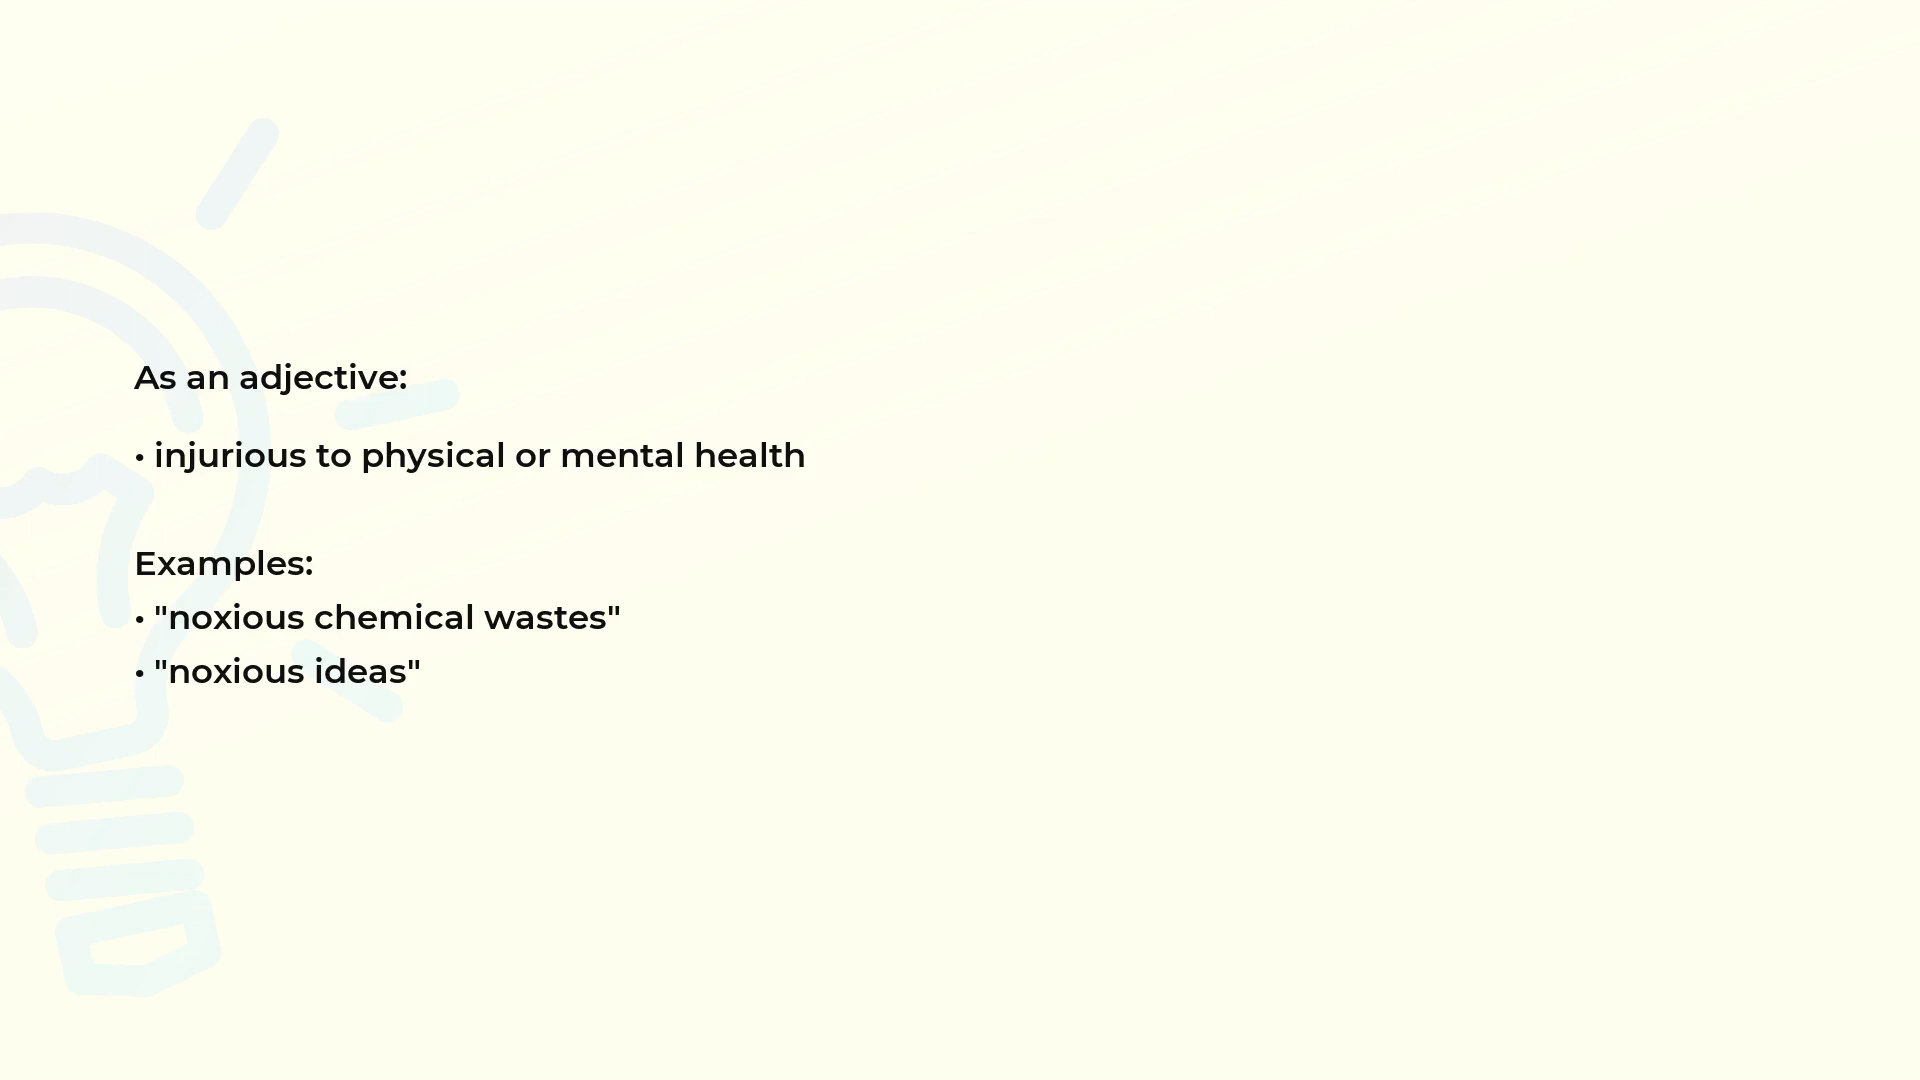 As an adjective:
• injurious to physical or mental health
Examples:
• "noxious chemical wastes"
• "noxious ideas"